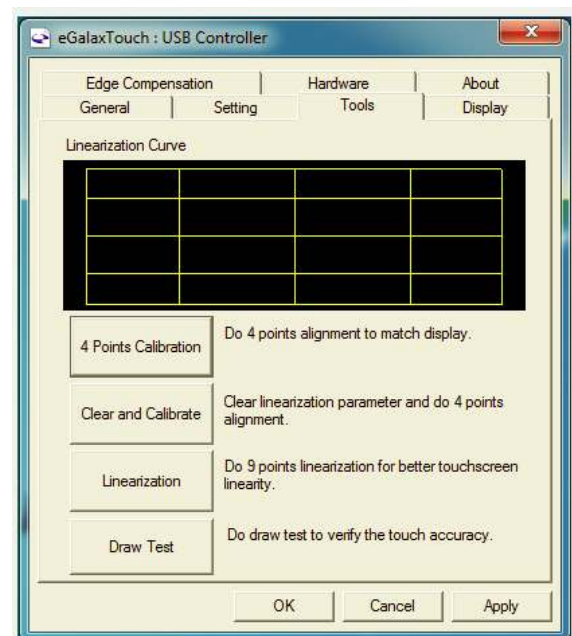 eGalaxTouch : USB Controller
Edge Compensation Hardware About
General Setting Tools Display
Linearization Curve
4 Points Calibration
Do 4 points alignment to match display.
Clear and Calibrate
Clear linearization parameter and do 4 points
alignment.
Linearization
Do 9 points linearization for better touchscreen
linearity.
Draw Test
Do draw test to verify the touch accuracy.
OK Cancel Apply